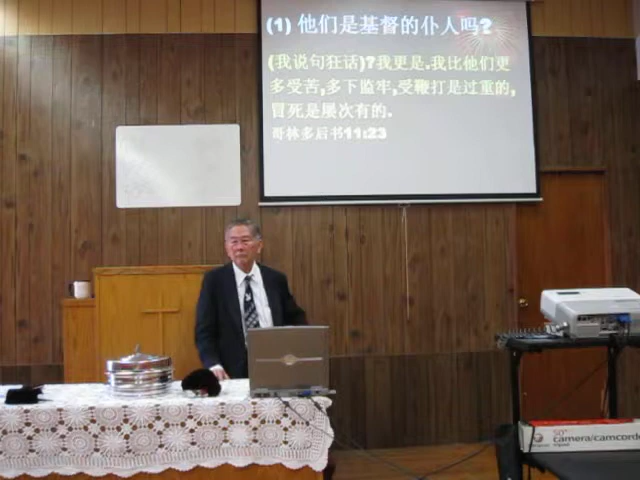 (1) 他们是基督的仆人吗?
(我说句狂话)?我更是.我比他们更
多受苦,多下监牢,受鞭打是过重的,
冒死是屡次有的.
哥林多后书11:23
50"
camera/camcorder
tripod